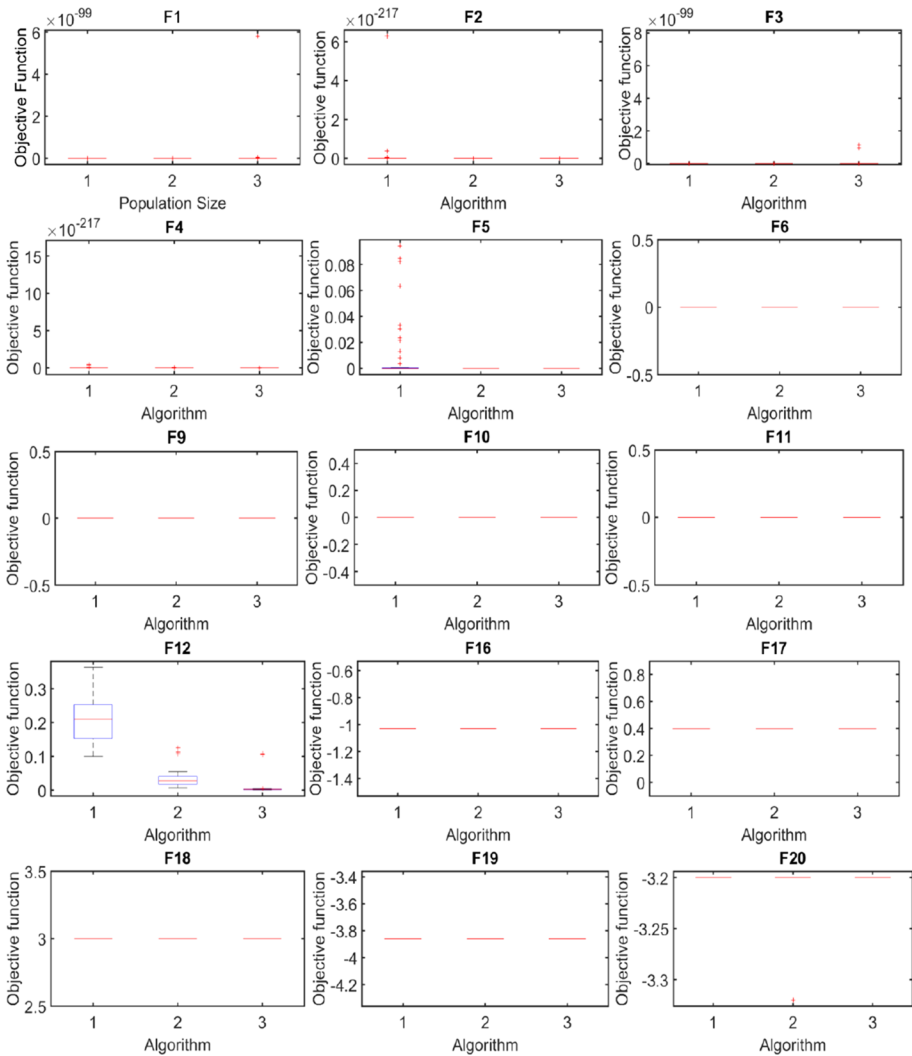 F1
×10^-99
Objective Function
6
4
2
0
1 2 3
Population Size
F2
×10^-217
Objective function
6
4
2
0
1 2 3
Algorithm
F3
×10^-99
Objective function
8
6
4
2
0
1 2 3
Algorithm
F4
×10^-217
Objective function
15
10
5
0
1 2 3
Algorithm
F5
Objective function
0.08
0.06
0.04
0.02
0
1 2 3
Algorithm
F6
Objective function
0.5
0
-0.5
1 2 3
Algorithm
F9
Objective function
0.5
0
-0.5
1 2 3
Algorithm
F10
Objective function
0.4
0.2
0
-0.2
-0.4
1 2 3
Algorithm
F11
Objective function
0.5
0
-0.5
1 2 3
Algorithm
F12
Objective function
0.3
0.2
0.1
0
1 2 3
Algorithm
F16
Objective function
-0.6
-0.8
-1
-1.2
-1.4
1 2 3
Algorithm
F17
Objective function
0.8
0.6
0.4
0.2
0
1 2 3
Algorithm
F18
Objective function
3.5
3
2.5
1 2 3
Algorithm
F19
Objective function
-3.4
-3.6
-3.8
-4
-4.2
1 2 3
Algorithm
F20
Objective function
-3.2
-3.25
-3.3
1 2 3
Algorithm